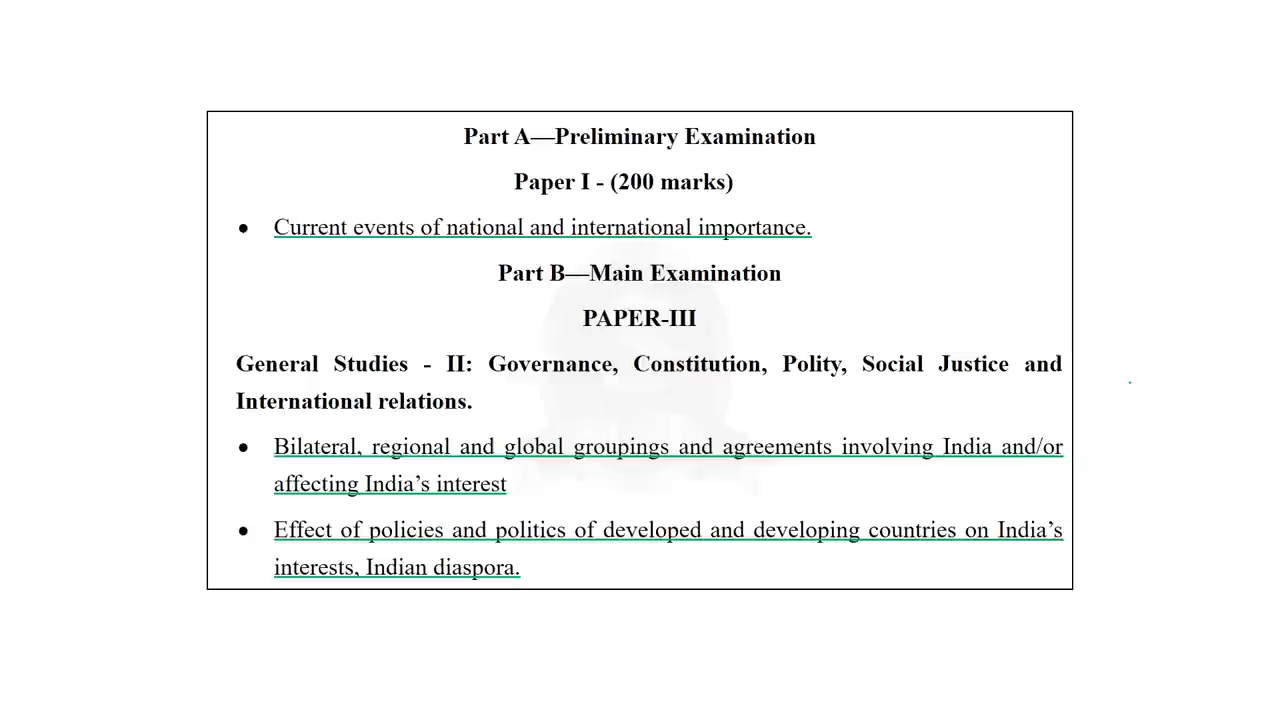 Part A—Preliminary Examination
Paper I - (200 marks)
• Current events of national and international importance.
Part B—Main Examination
PAPER-III
General Studies - II: Governance, Constitution, Polity, Social Justice and
International relations.
• Bilateral, regional and global groupings and agreements involving India and/or
affecting India’s interest
• Effect of policies and politics of developed and developing countries on India’s
interests, Indian diaspora.